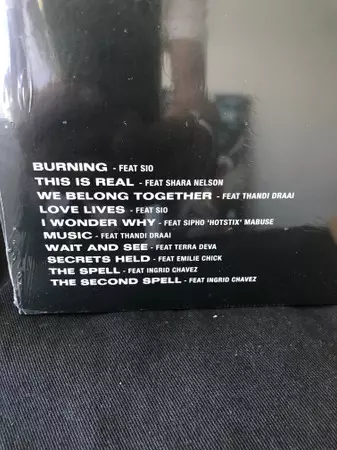 BURNING - FEAT SIO
THIS IS REAL - FEAT SHARA NELSON
WE BELONG TOGETHER - FEAT THANDI DRAAI
LOVE LIVES - FEAT SIO
I WONDER WHY - FEAT SIPHO 'HOTSTIX' MABUSE
MUSIC - FEAT THANDI DRAAI
WAIT AND SEE - FEAT TERRA DEVA
SECRETS HELD - FEAT EMILIE CHICK
THE SPELL - FEAT INGRID CHAVEZ
THE SECOND SPELL - FEAT INGRID CHAVEZ